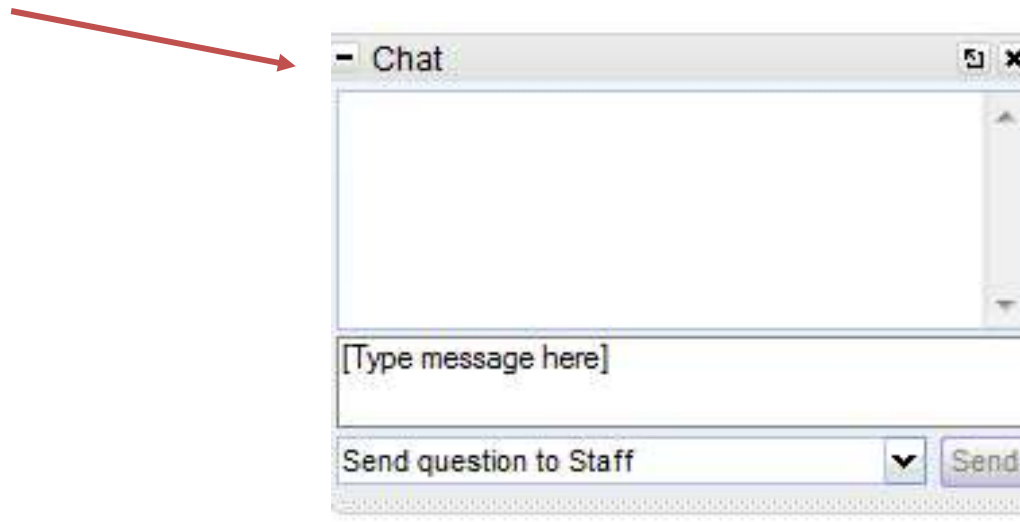 Chat
[Type message here]
Send question to Staff
Send